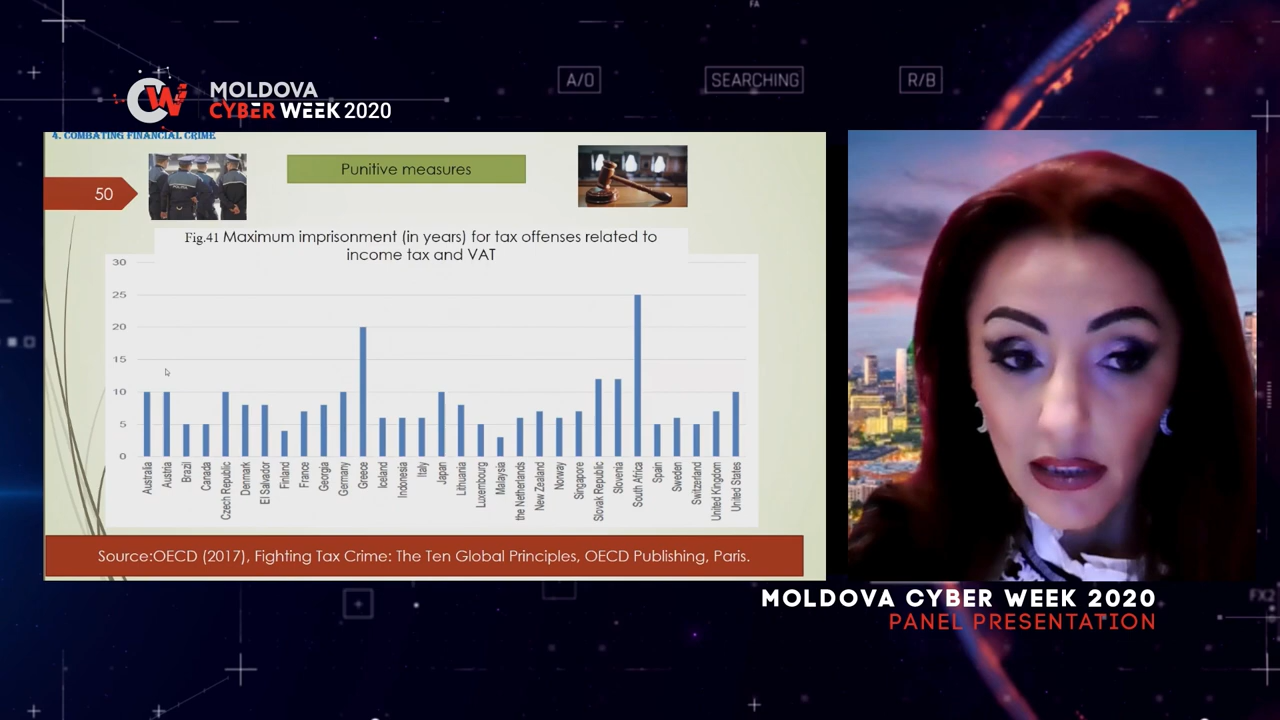 FA
A/O
SEARCHING
R/B
CW
MOLDOVA
CYBER WEEK 2020
4. COMBATING FINANCIAL CRIME
50
Punitive measures
Fig.41 Maximum imprisonment (in years) for tax offenses related to
income tax and VAT
30
25
20
15
10
5
0
Australia
Austria
Brazil
Canada
Czech Republic
Denmark
El Salvador
Finland
France
Georgia
Germany
Greece
Iceland
Indonesia
Italy
Japan
Lithuania
Luxembourg
Malaysia
the Netherlands
New Zealand
Norway
Singapore
Slovak Republic
Slovenia
South Africa
Spain
Sweden
Switzerland
United Kingdom
United States
Source:OECD (2017), Fighting Tax Crime: The Ten Global Principles, OECD Publishing, Paris.
MOLDOVA CYBER WEEK 2020
PANEL PRESENTATION
FX2